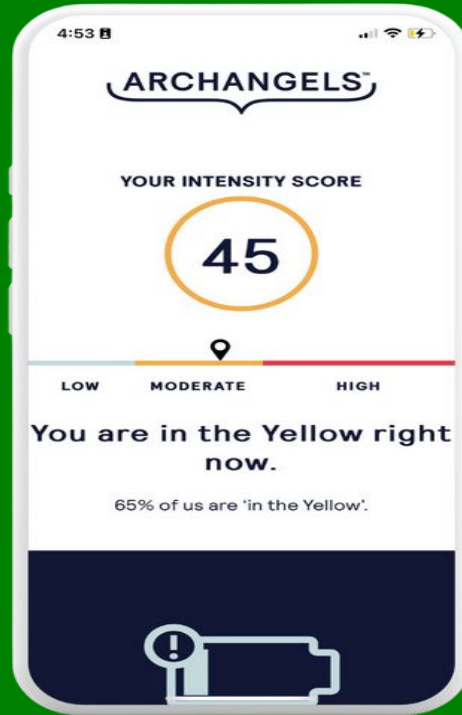 4:53
ARCHANGELS™
YOUR INTENSITY SCORE
45
LOW MODERATE HIGH
You are in the Yellow right
now.
65% of us are ‘in the Yellow’.
!